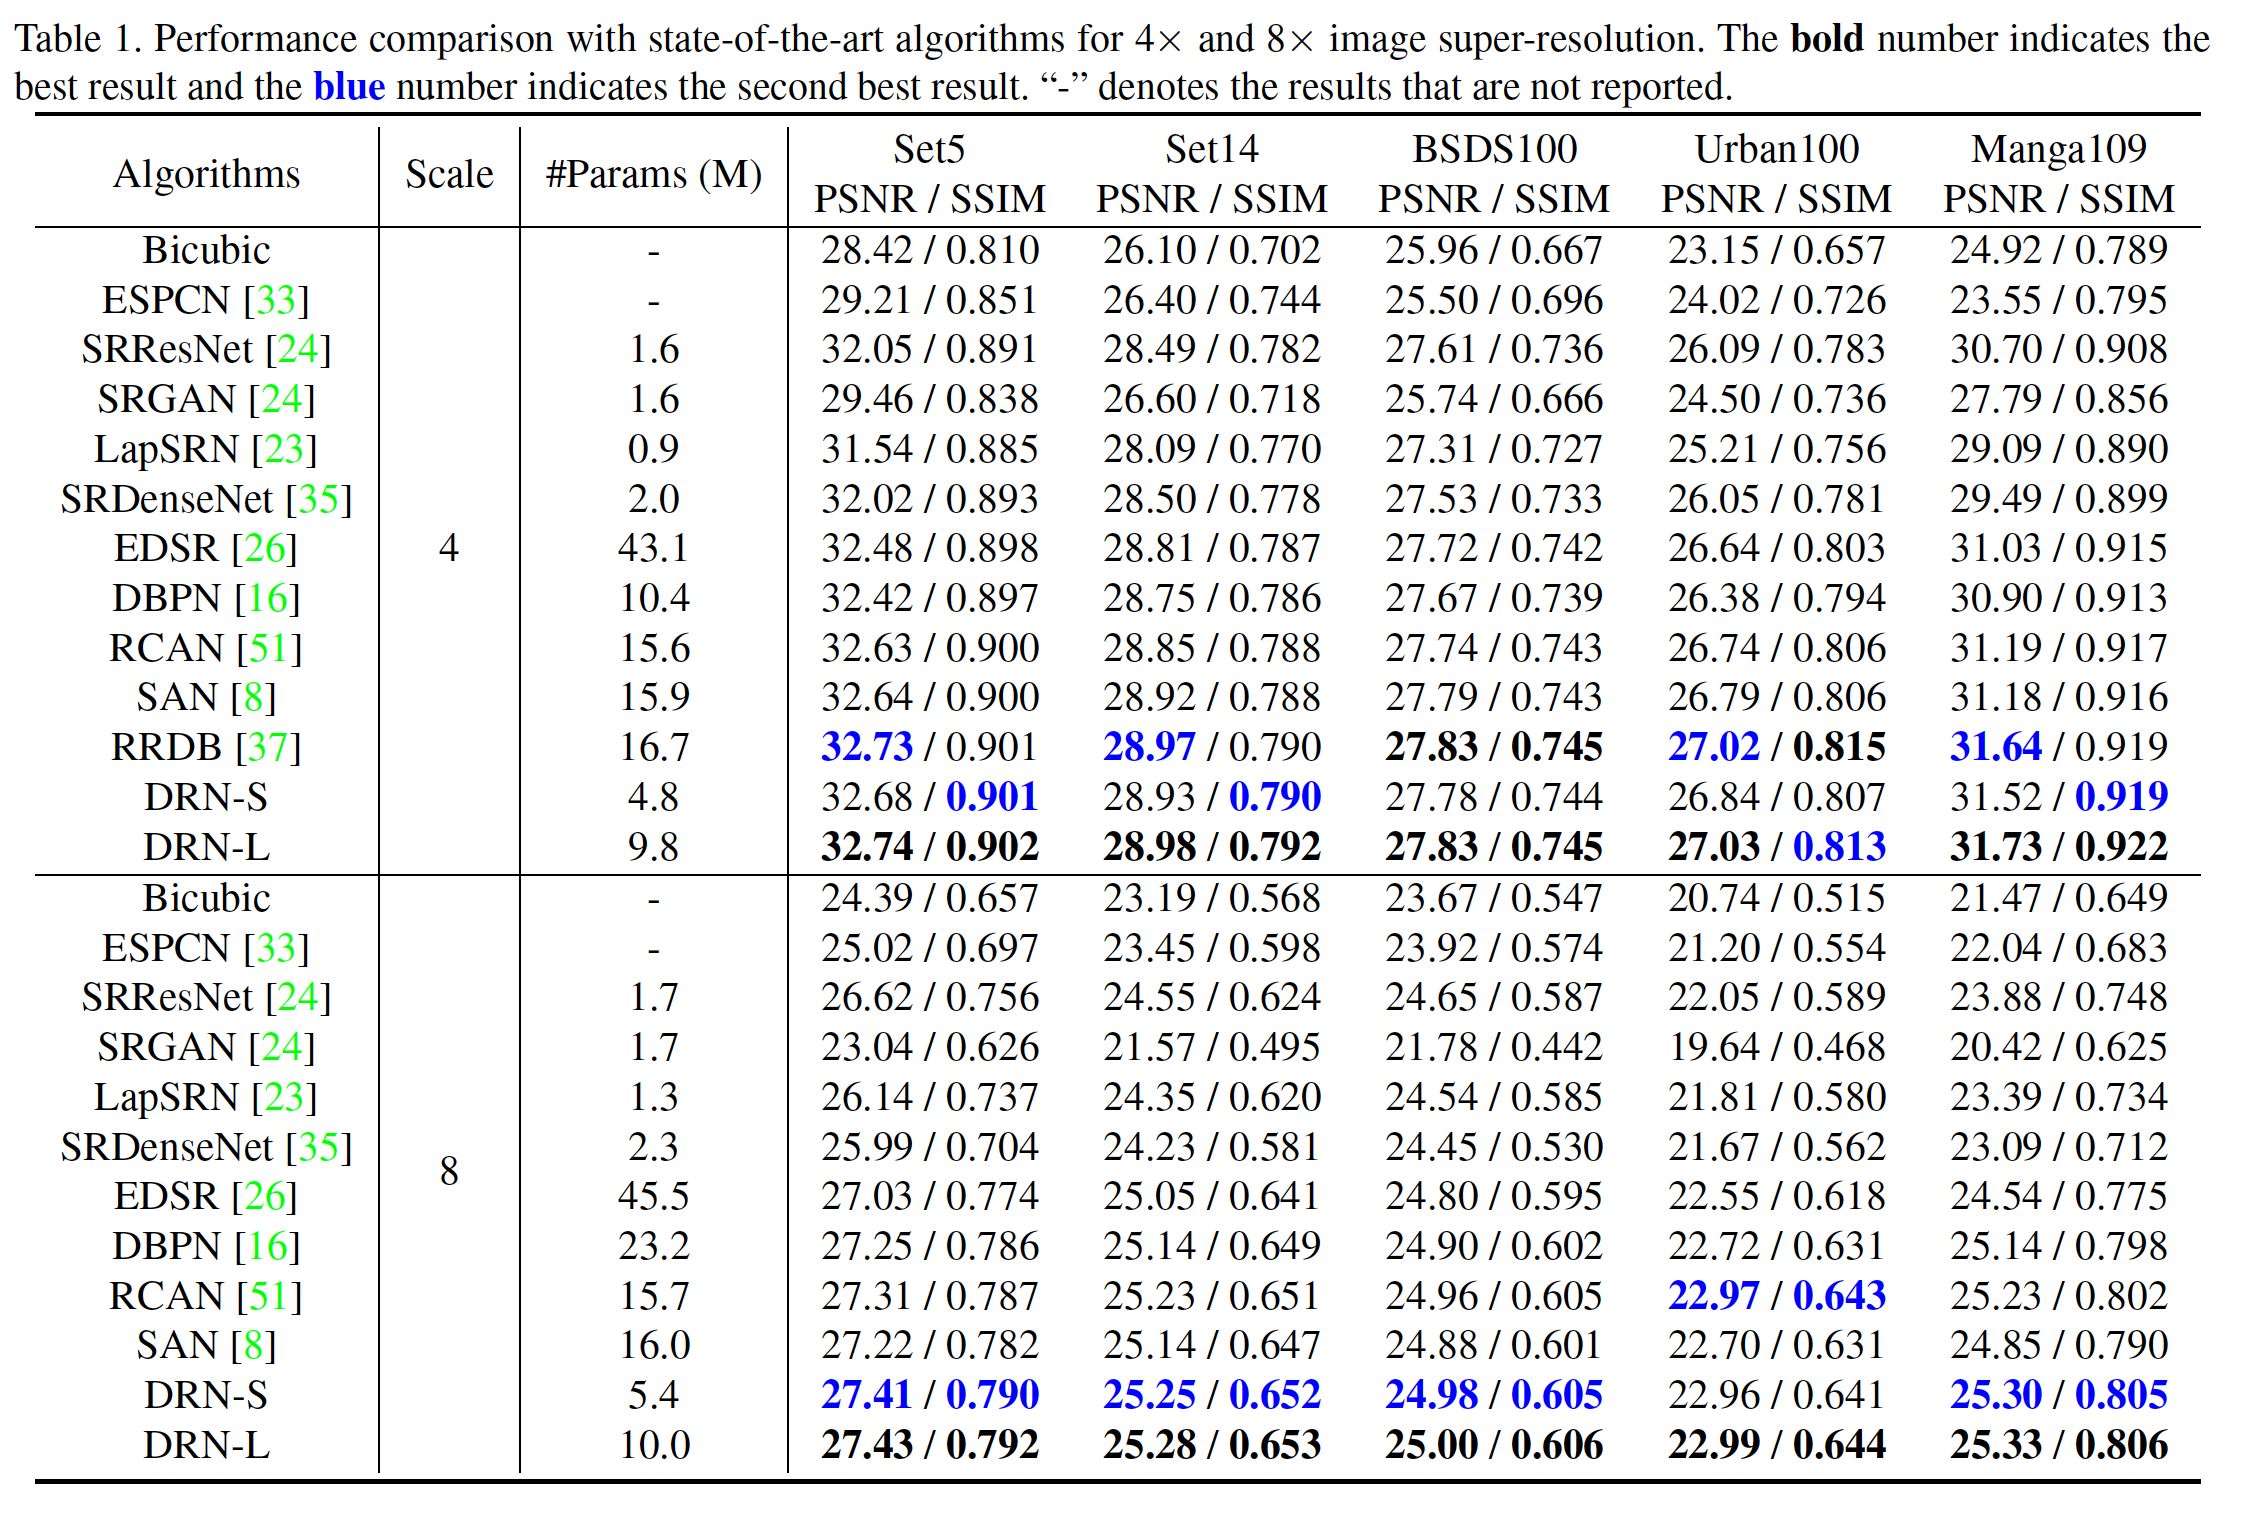 Table 1. Performance comparison with state-of-the-art algorithms for 4× and 8× image super-resolution. The bold number indicates the
best result and the blue number indicates the second best result. “-” denotes the results that are not reported.
Algorithms Scale #Params (M) Set5 Set14 BSDS100 Urban100 Manga109
PSNR / SSIM PSNR / SSIM PSNR / SSIM PSNR / SSIM PSNR / SSIM
Bicubic - 28.42 / 0.810 26.10 / 0.702 25.96 / 0.667 23.15 / 0.657 24.92 / 0.789
ESPCN [33] - 29.21 / 0.851 26.40 / 0.744 25.50 / 0.696 24.02 / 0.726 23.55 / 0.795
SRResNet [24] 1.6 32.05 / 0.891 28.49 / 0.782 27.61 / 0.736 26.09 / 0.783 30.70 / 0.908
SRGAN [24] 1.6 29.46 / 0.838 26.60 / 0.718 25.74 / 0.666 24.50 / 0.736 27.79 / 0.856
LapSRN [23] 0.9 31.54 / 0.885 28.09 / 0.770 27.31 / 0.727 25.21 / 0.756 29.09 / 0.890
SRDenseNet [35] 2.0 32.02 / 0.893 28.50 / 0.778 27.53 / 0.733 26.05 / 0.781 29.49 / 0.899
EDSR [26] 4 43.1 32.48 / 0.898 28.81 / 0.787 27.72 / 0.742 26.64 / 0.803 31.03 / 0.915
DBPN [16] 10.4 32.42 / 0.897 28.75 / 0.786 27.67 / 0.739 26.38 / 0.794 30.90 / 0.913
RCAN [51] 15.6 32.63 / 0.900 28.85 / 0.788 27.74 / 0.743 26.74 / 0.806 31.19 / 0.917
SAN [8] 15.9 32.64 / 0.900 28.92 / 0.788 27.79 / 0.743 26.79 / 0.806 31.18 / 0.916
RRDB [37] 16.7 32.73 / 0.901 28.97 / 0.790 27.83 / 0.745 27.02 / 0.815 31.64 / 0.919
DRN-S 4.8 32.68 / 0.901 28.93 / 0.790 27.78 / 0.744 26.84 / 0.807 31.52 / 0.919
DRN-L 9.8 32.74 / 0.902 28.98 / 0.792 27.83 / 0.745 27.03 / 0.813 31.73 / 0.922
Bicubic - 24.39 / 0.657 23.19 / 0.568 23.67 / 0.547 20.74 / 0.515 21.47 / 0.649
ESPCN [33] - 25.02 / 0.697 23.45 / 0.598 23.92 / 0.574 21.20 / 0.554 22.04 / 0.683
SRResNet [24] 1.7 26.62 / 0.756 24.55 / 0.624 24.65 / 0.587 22.05 / 0.589 23.88 / 0.748
SRGAN [24] 1.7 23.04 / 0.626 21.57 / 0.495 21.78 / 0.442 19.64 / 0.468 20.42 / 0.625
LapSRN [23] 1.3 26.14 / 0.737 24.35 / 0.620 24.54 / 0.585 21.81 / 0.580 23.39 / 0.734
SRDenseNet [35] 2.3 25.99 / 0.704 24.23 / 0.581 24.45 / 0.530 21.67 / 0.562 23.09 / 0.712
EDSR [26] 8 45.5 27.03 / 0.774 25.05 / 0.641 24.80 / 0.595 22.55 / 0.618 24.54 / 0.775
DBPN [16] 23.2 27.25 / 0.786 25.14 / 0.649 24.90 / 0.602 22.72 / 0.631 25.14 / 0.798
RCAN [51] 15.7 27.31 / 0.787 25.23 / 0.651 24.96 / 0.605 22.97 / 0.643 25.23 / 0.802
SAN [8] 16.0 27.22 / 0.782 25.14 / 0.647 24.88 / 0.601 22.70 / 0.631 24.85 / 0.790
DRN-S 5.4 27.41 / 0.790 25.25 / 0.652 24.98 / 0.605 22.96 / 0.641 25.30 / 0.805
DRN-L 10.0 27.43 / 0.792 25.28 / 0.653 25.00 / 0.606 22.99 / 0.644 25.33 / 0.806